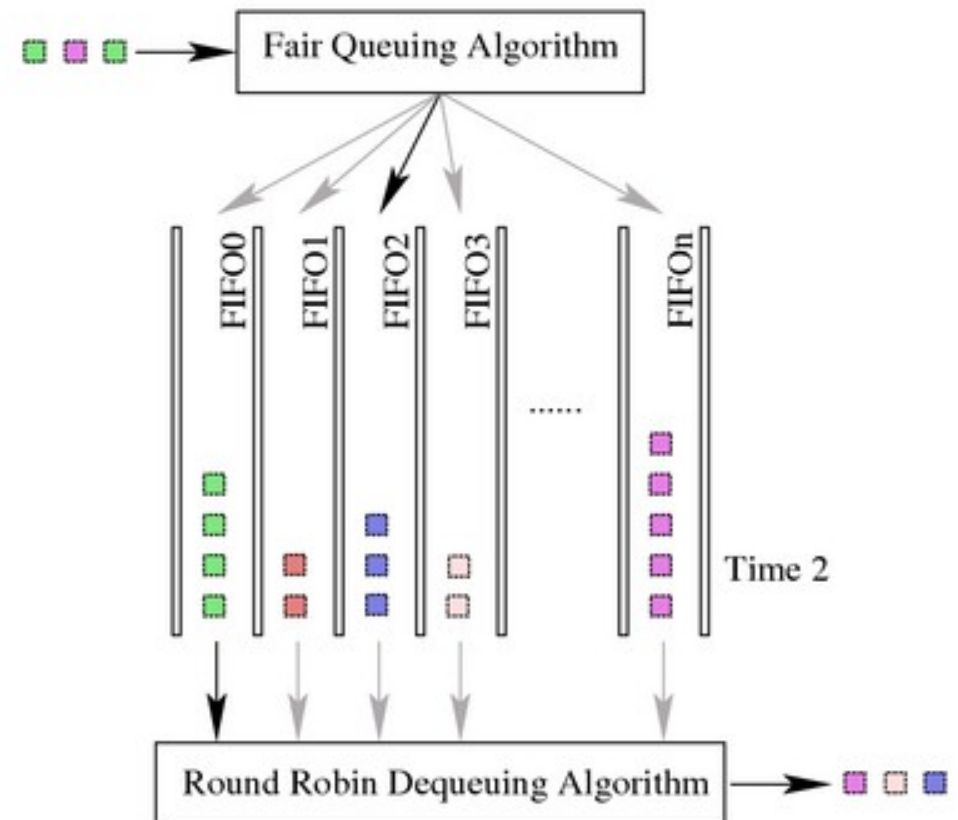 Fair Queuing Algorithm
FIFO0
FIFO1
FIFO2
FIFO3
FIFOn
......
Time 2
Round Robin Dequeuing Algorithm